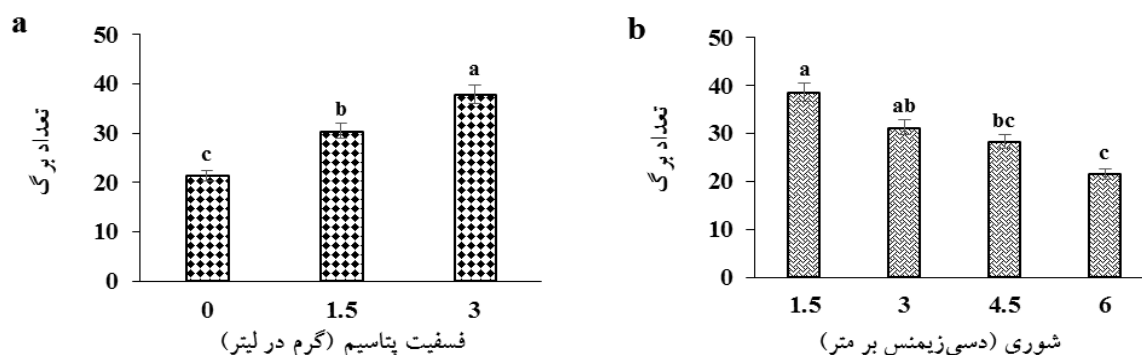 a
تعداد برگ
50
40
30
20
10
0
c
b
a
0 1.5 3
فسفیت پتاسیم (گرم در لیتر)
b
تعداد برگ
50
40
30
20
10
0
a
ab
bc
c
1.5 3 4.5 6
شوری (دسی‌زیمنس بر متر)